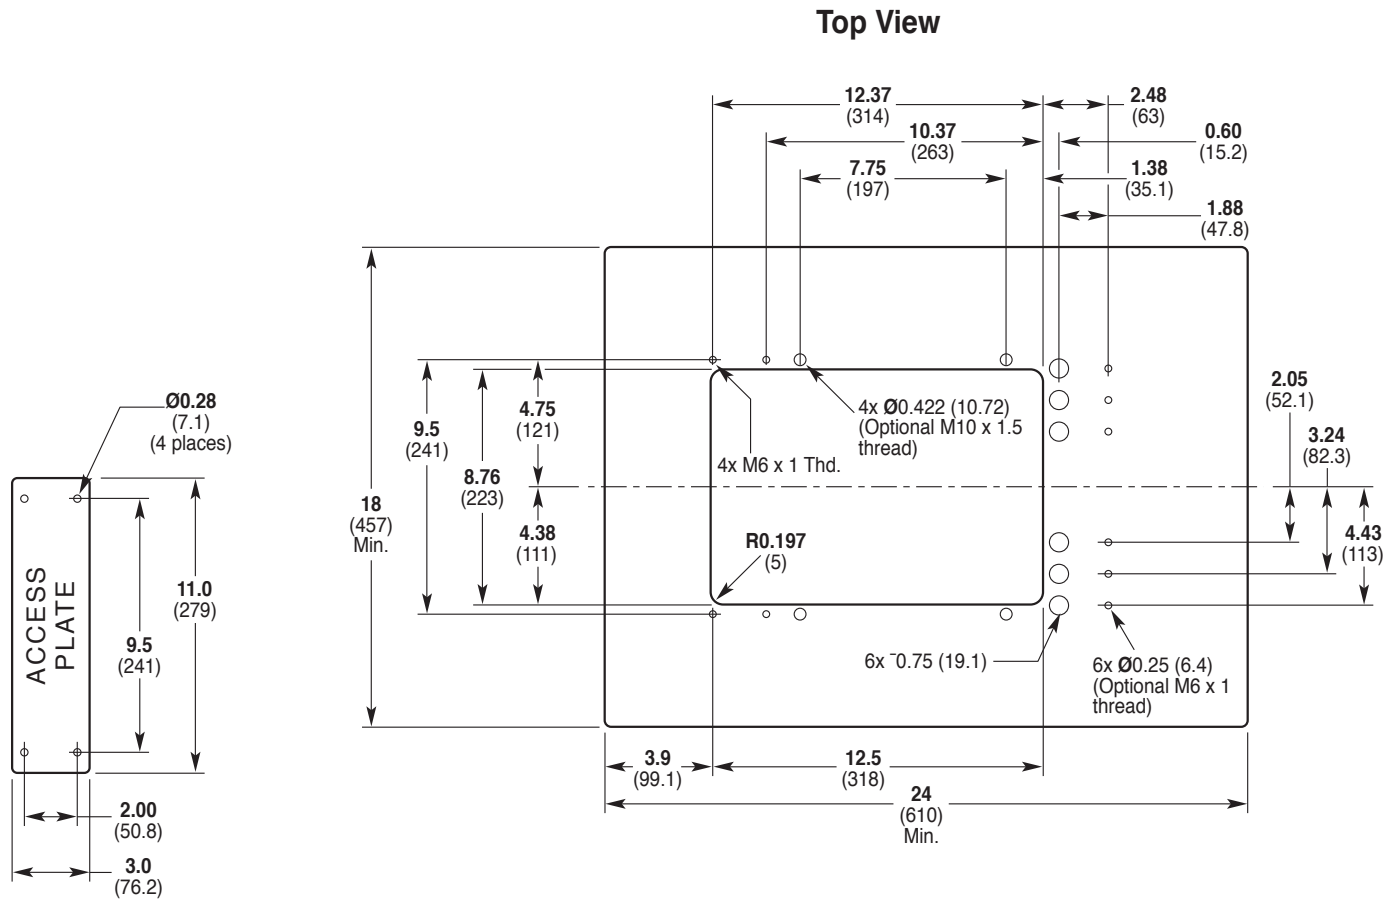 Top View
12.37
(314)
2.48
(63)
10.37
(263)
0.60
(15.2)
7.75
(197)
1.38
(35.1)
1.88
(47.8)
Ø0.28
(7.1)
(4 places)
4.75
(121)
9.5
(241)
8.76
(223)
18
(457)
Min.
4.38
(111)
4x Ø0.422 (10.72)
(Optional M10 x 1.5
thread)
4x M6 x 1 Thd.
R0.197
(5)
2.05
(52.1)
3.24
(82.3)
4.43
(113)
ACCESS
PLATE
11.0
(279)
9.5
(241)
6x ¯0.75 (19.1)
6x Ø0.25 (6.4)
(Optional M6 x 1
thread)
3.9
(99.1)
12.5
(318)
24
(610)
Min.
2.00
(50.8)
3.0
(76.2)